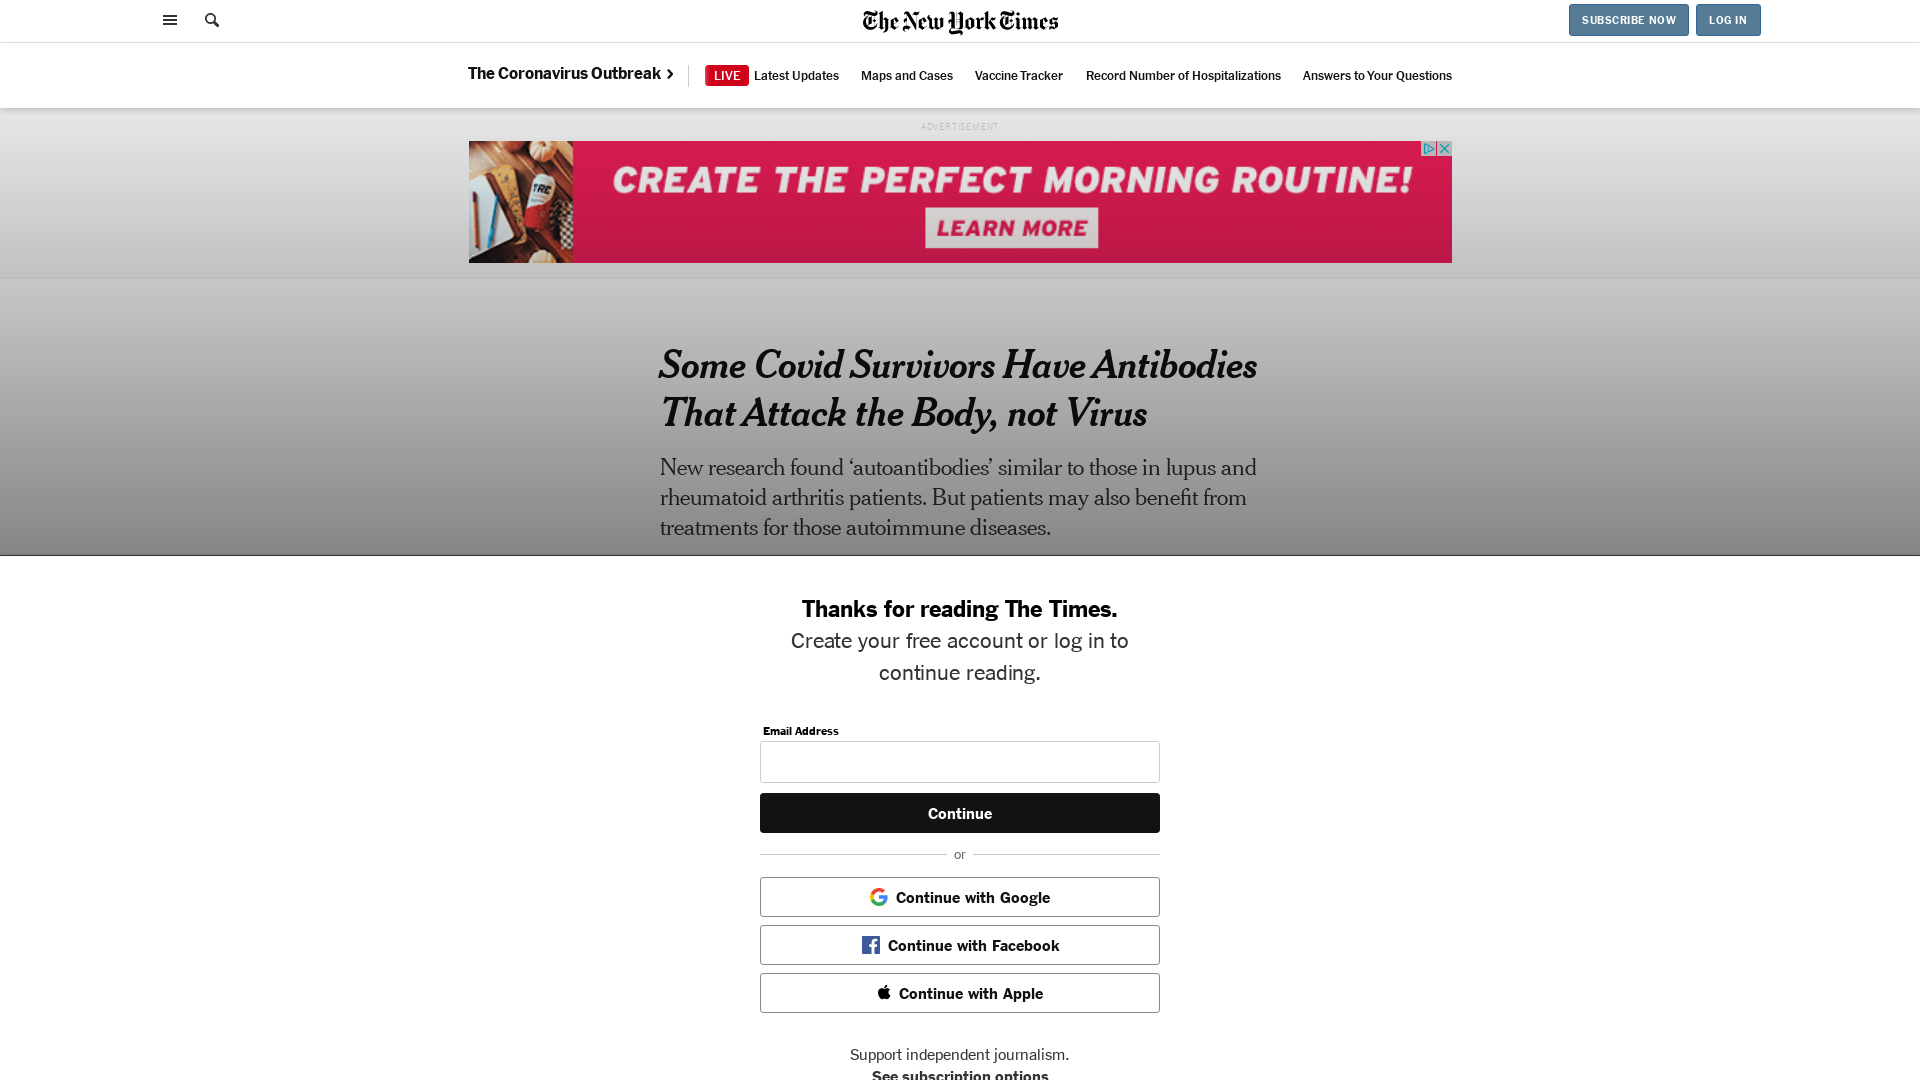 The New York Times
SUBSCRIBE NOW
LOG IN
The Coronavirus Outbreak
LIVE Latest Updates
Maps and Cases
Vaccine Tracker
Record Number of Hospitalizations
Answers to Your Questions
ADVERTISEMENT
CREATE THE PERFECT MORNING ROUTINE!
LEARN MORE
Some Covid Survivors Have Antibodies
That Attack the Body, not Virus
New research found ‘autoantibodies’ similar to those in lupus and
rheumatoid arthritis patients. But patients may also benefit from
treatments for those autoimmune diseases.
Thanks for reading The Times.
Create your free account or log in to
continue reading.
Email Address
Continue
or
Continue with Google
Continue with Facebook
Continue with Apple
Support independent journalism.
See subscription options